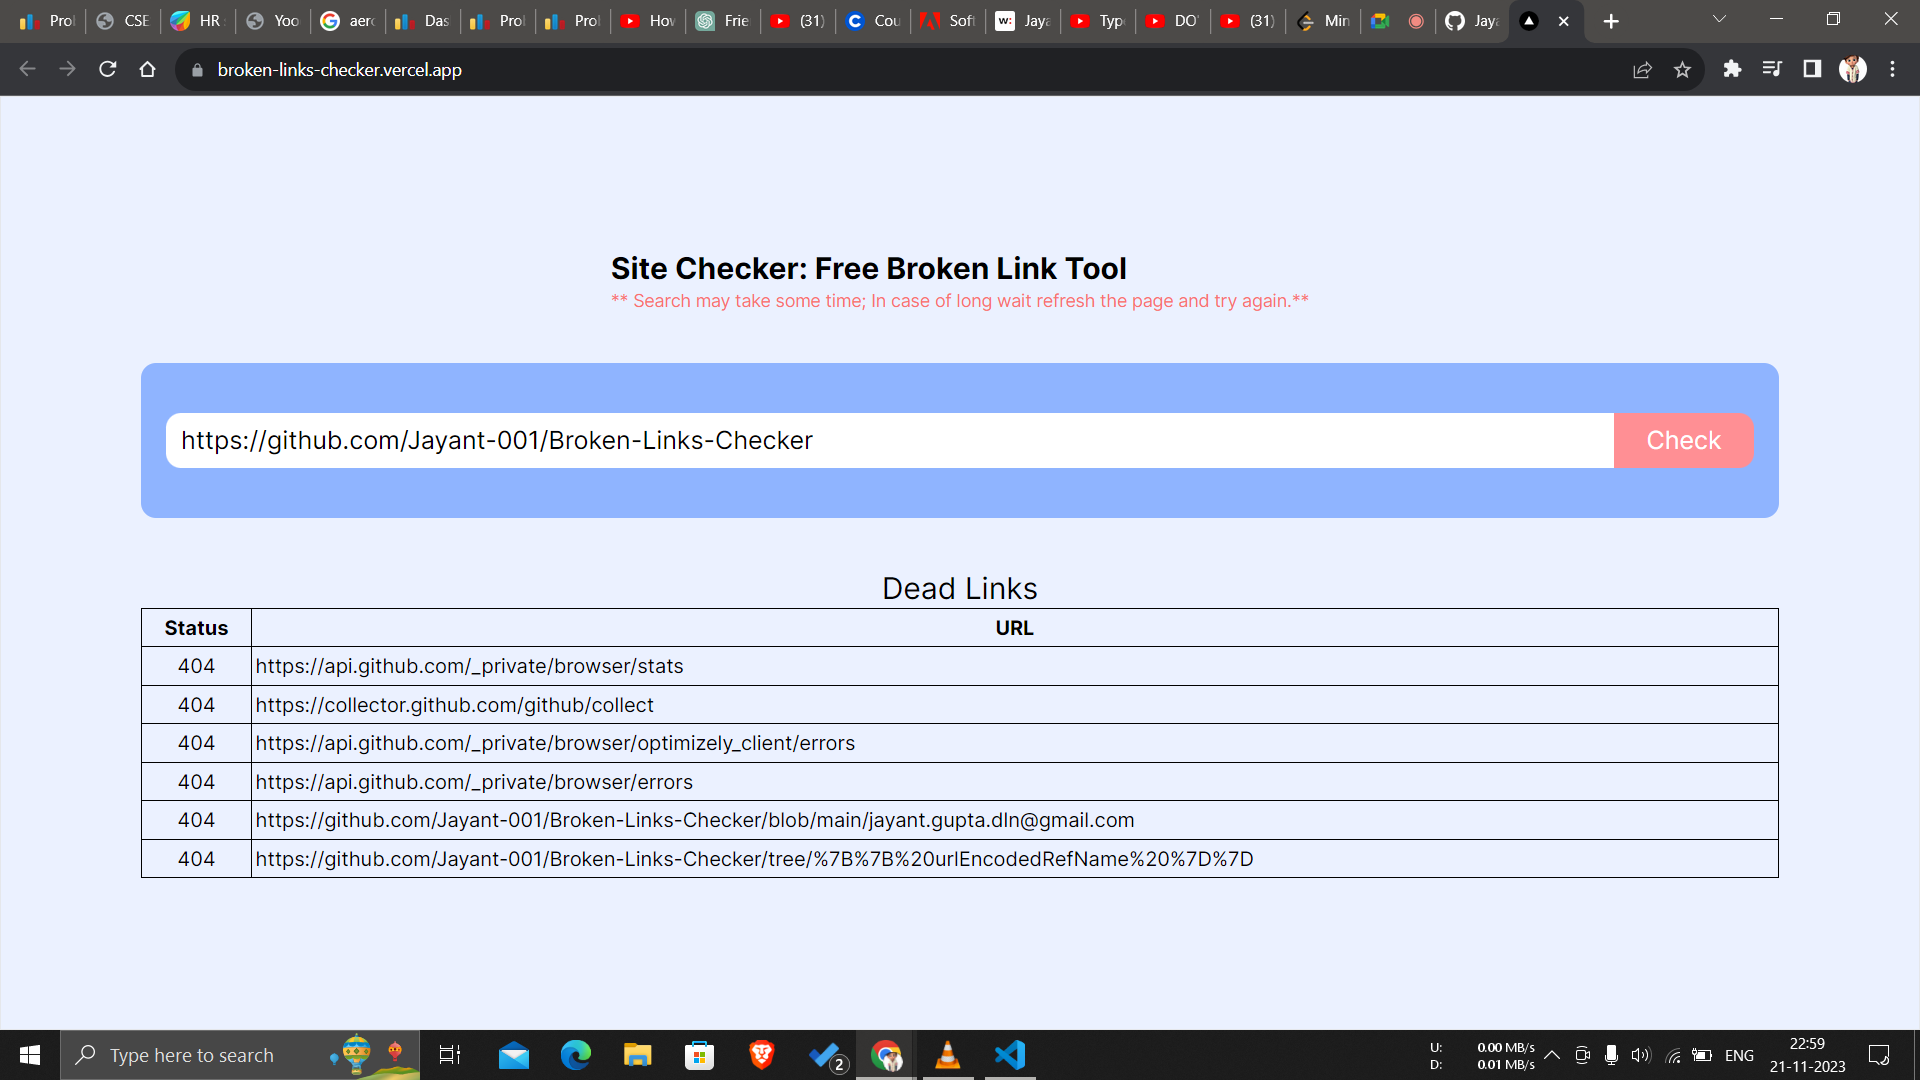 Pro
CSE
HR
Yoo
aero
Das
Pro
Pro
How
Frie
(31)
Cou
Soft
Jaya
Type
DO
(31)
Min
Jaya
broken-links-checker.vercel.app
Site Checker: Free Broken Link Tool
** Search may take some time; In case of long wait refresh the page and try again.**
https://github.com/Jayant-001/Broken-Links-Checker
Check
Dead Links
Status URL
404 https://api.github.com/_private/browser/stats
404 https://collector.github.com/github/collect
404 https://api.github.com/_private/browser/optimizely_client/errors
404 https://api.github.com/_private/browser/errors
404 https://github.com/Jayant-001/Broken-Links-Checker/blob/main/jayant.gupta.dln@gmail.com
404 https://github.com/Jayant-001/Broken-Links-Checker/tree/%7B%7B%20urlEncodedRefName%20%7D%7D
Type here to search
2
U: 0.00 MB/s
D: 0.01 MB/s
ENG
22:59
21-11-2023